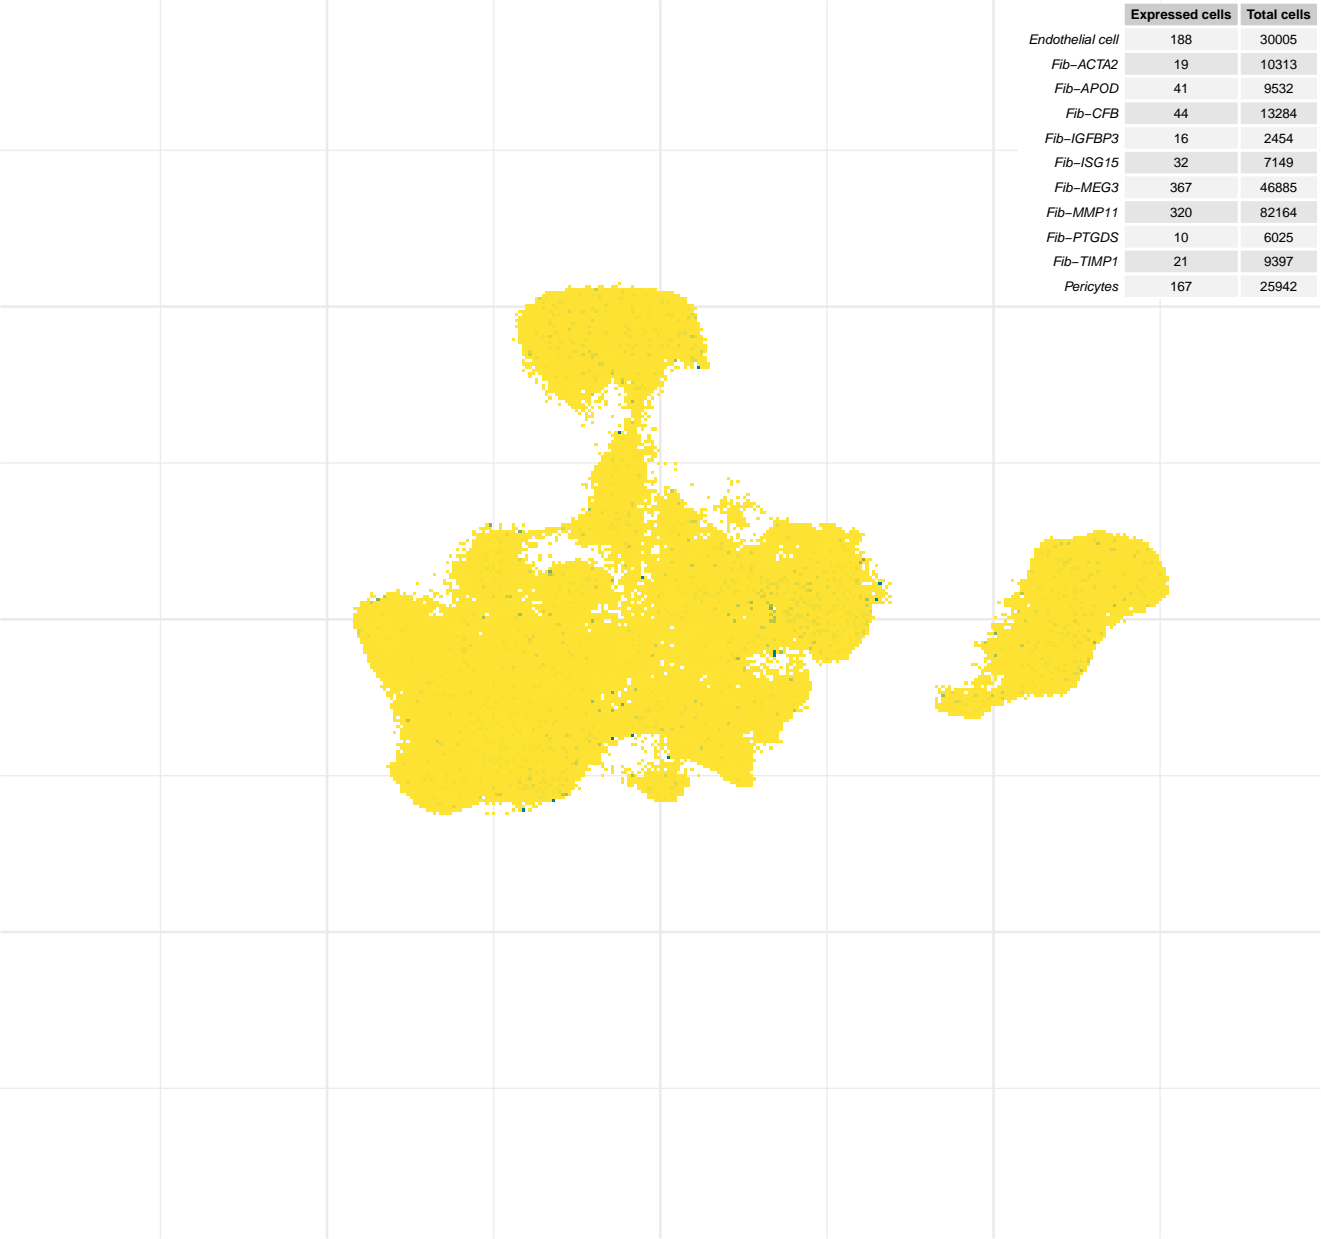 Expressed cells Total cells
Endothelial cell 188 30005
Fib−ACTA2 19 10313
Fib−APOD 41 9532
Fib−CFB 44 13284
Fib−IGFBP3 16 2454
Fib−ISG15 32 7149
Fib−MEG3 367 46885
Fib−MMP11 320 82164
Fib−PTGDS 10 6025
Fib−TIMP1 21 9397
Pericytes 167 25942